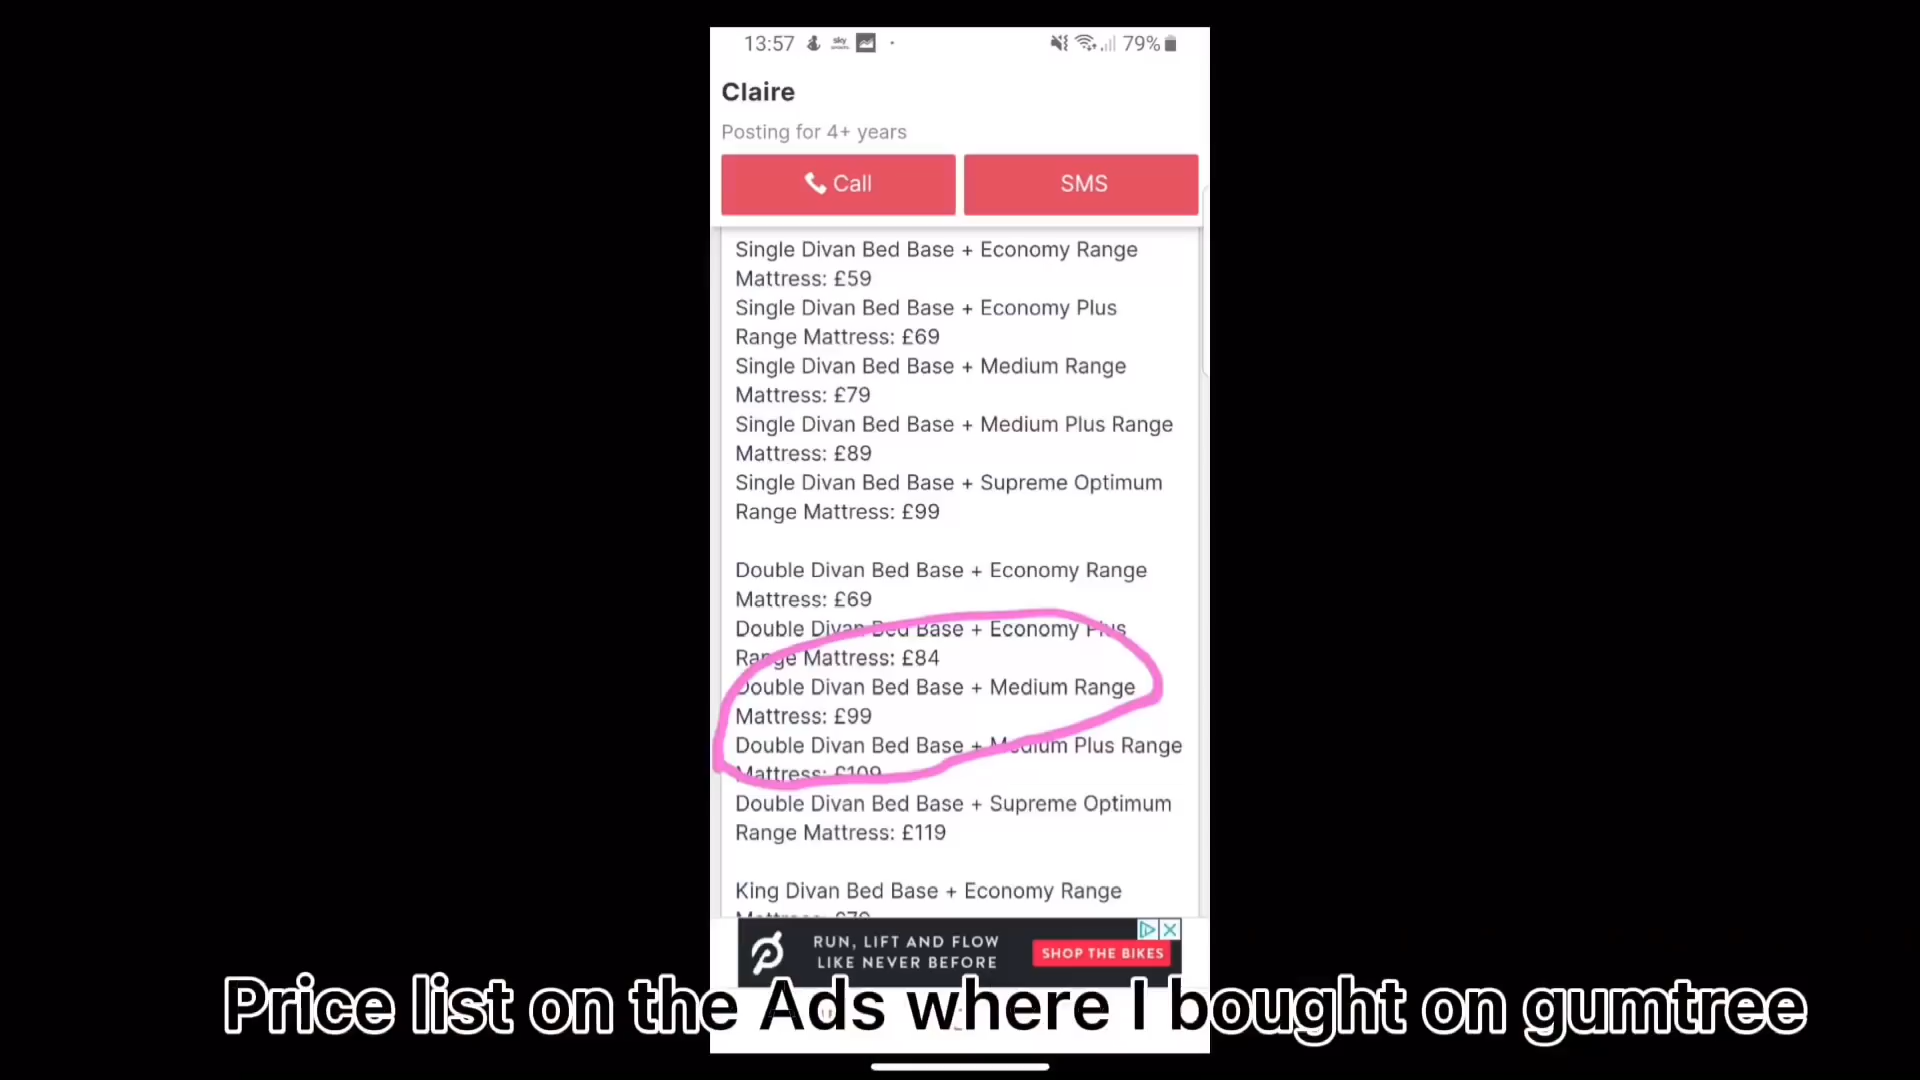 13:57 sky 79%
Claire
Posting for 4+ years
Call SMS
Single Divan Bed Base + Economy Range
Mattress: £59
Single Divan Bed Base + Economy Plus
Range Mattress: £69
Single Divan Bed Base + Medium Range
Mattress: £79
Single Divan Bed Base + Medium Plus Range
Mattress: £89
Single Divan Bed Base + Supreme Optimum
Range Mattress: £99
Double Divan Bed Base + Economy Range
Mattress: £69
Double Divan Bed Base + Economy Plus
Range Mattress: £84
Double Divan Bed Base + Medium Range
Mattress: £99
Double Divan Bed Base + Medium Plus Range
Mattress: £109
Double Divan Bed Base + Supreme Optimum
Range Mattress: £119
King Divan Bed Base + Economy Range
Mattress: £79
RUN, LIFT AND FLOW
LIKE NEVER BEFORE
SHOP THE BIKES
Price list on the Ads where I bought on gumtree